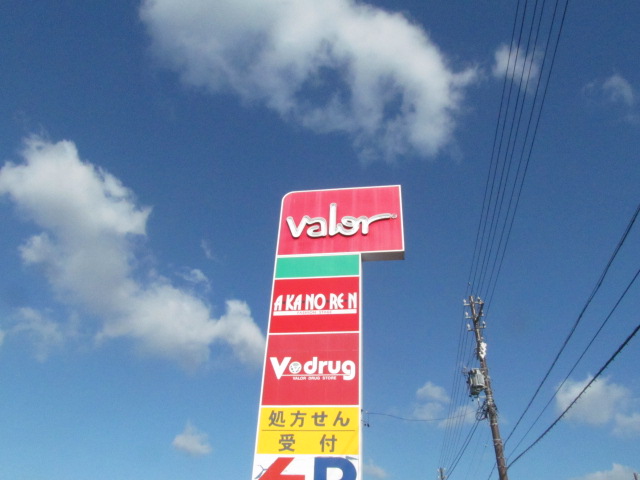 valor
AKANOREN
V drug
VALOR DRUG STORE
処方せん
受付